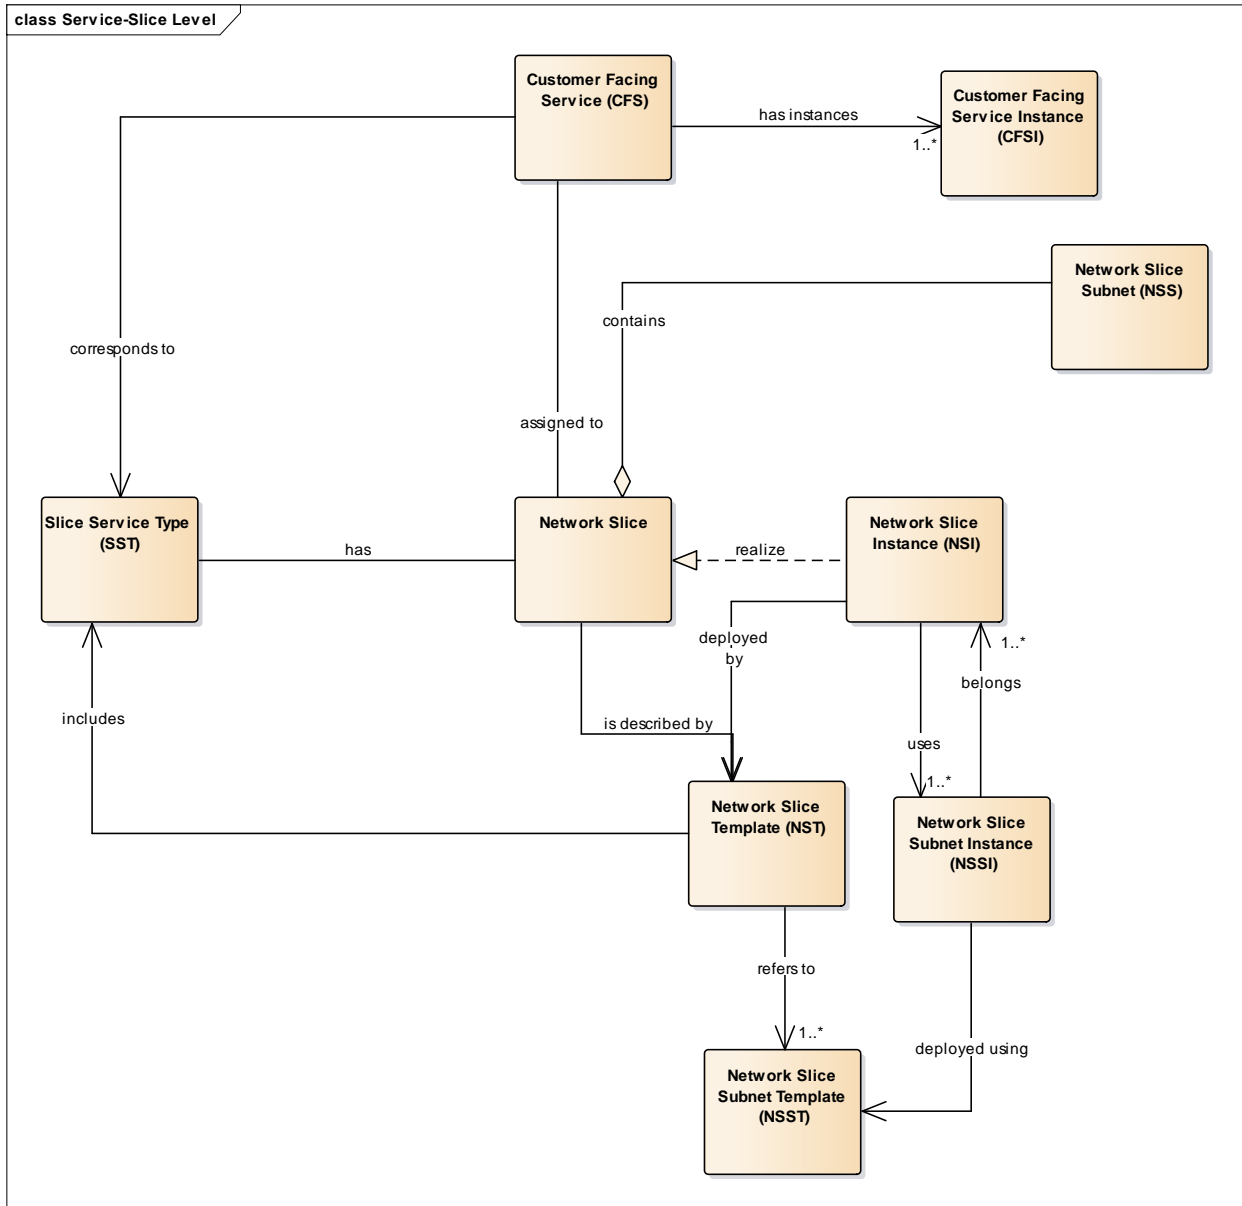 class Service-Slice Level
Customer Facing
Service (CFS)
Customer Facing
Service Instance
(CFSI)
has instances
1..*
Network Slice
Subnet (NSS)
contains
corresponds to
assigned to
Slice Service Type
(SST)
has
Network Slice
realize
Network Slice
Instance (NSI)
deployed
by
1..*
belongs
includes
is described by
uses
1..*
Network Slice
Template (NST)
Network Slice
Subnet Instance
(NSSI)
refers to
1..*
deployed using
Network Slice
Subnet Template
(NSST)